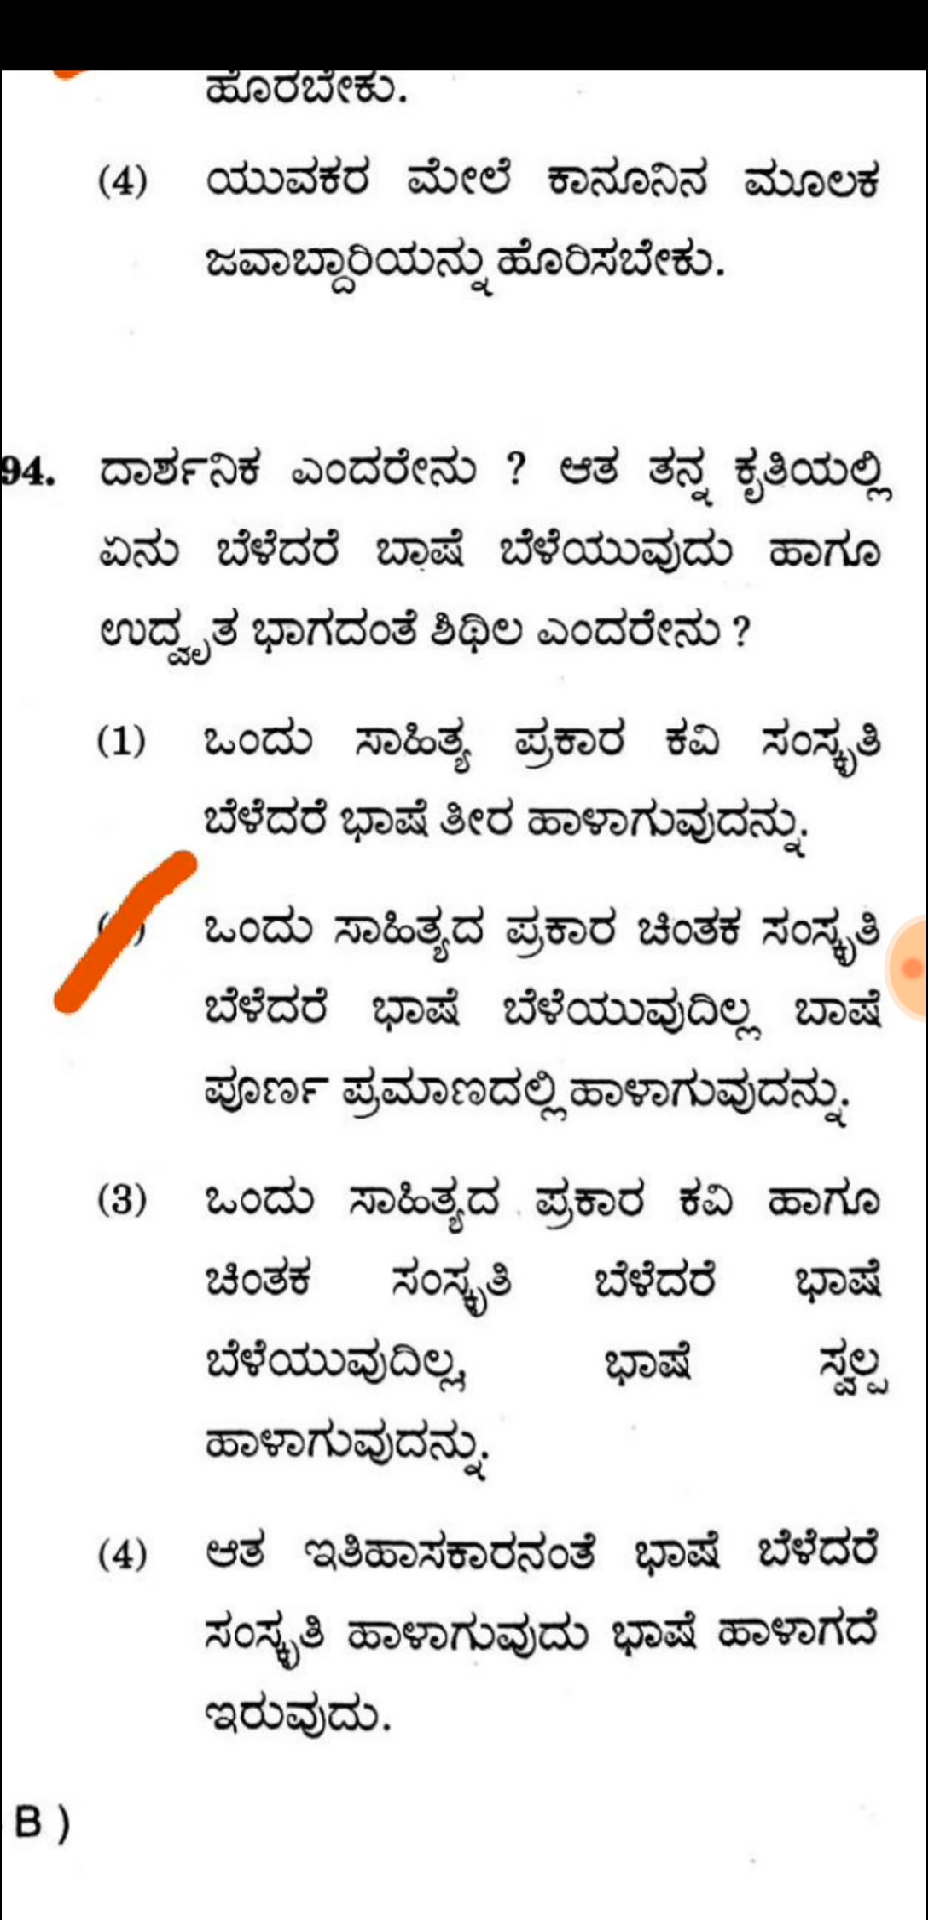 ಹೊರಬೇಕು.
(4) ಯುವಕರ ಮೇಲೆ ಕಾನೂನಿನ ಮೂಲಕ
ಜವಾಬ್ದಾರಿಯನ್ನು ಹೊರಿಸಬೇಕು.
94. ದಾರ್ಶನಿಕ ಎಂದರೇನು ? ಆತ ತನ್ನ ಕೃತಿಯಲ್ಲಿ
ಏನು ಬೆಳೆದರೆ ಬಾಷೆ ಬೆಳೆಯುವುದು ಹಾಗೂ
ಉದ್ವೃತ ಭಾಗದಂತೆ ಶಿಥಿಲ ಎಂದರೇನು ?
(1) ಒಂದು ಸಾಹಿತ್ಯ ಪ್ರಕಾರ ಕವಿ ಸಂಸ್ಕೃತಿ
ಬೆಳೆದರೆ ಭಾಷೆ ತೀರ ಹಾಳಾಗುವುದನ್ನು.
ಒಂದು ಸಾಹಿತ್ಯದ ಪ್ರಕಾರ ಚಿಂತಕ ಸಂಸ್ಕೃತಿ
ಬೆಳೆದರೆ ಭಾಷೆ ಬೆಳೆಯುವುದಿಲ್ಲ ಬಾಷೆ
ಪೂರ್ಣ ಪ್ರಮಾಣದಲ್ಲಿ ಹಾಳಾಗುವುದನ್ನು.
(3) ಒಂದು ಸಾಹಿತ್ಯದ ಪ್ರಕಾರ ಕವಿ ಹಾಗೂ
ಚಿಂತಕ ಸಂಸ್ಕೃತಿ ಬೆಳೆದರೆ ಭಾಷೆ
ಬೆಳೆಯುವುದಿಲ್ಲ, ಭಾಷೆ ಸ್ವಲ್ಪ
ಹಾಳಾಗುವುದನ್ನು.
(4) ಆತ ಇತಿಹಾಸಕಾರನಂತೆ ಭಾಷೆ ಬೆಳೆದರೆ
ಸಂಸ್ಕೃತಿ ಹಾಳಾಗುವುದು ಭಾಷೆ ಹಾಳಾಗದೆ
ಇರುವುದು.
B )